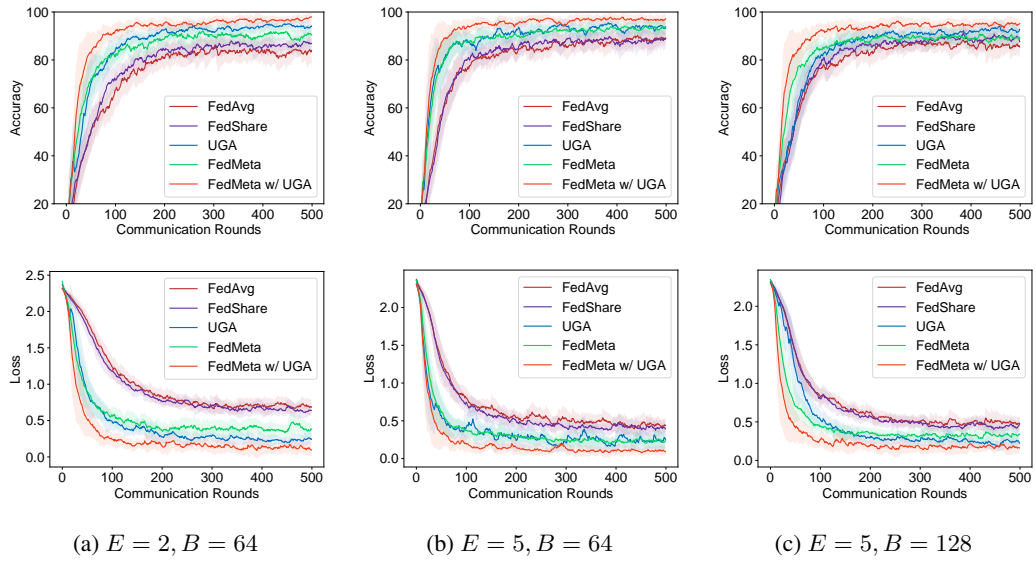 100
80
60
40
20
Accuracy
0 100 200 300 400 500
Communication Rounds
FedAvg
FedShare
UGA
FedMeta
FedMeta w/ UGA
100
80
60
40
20
Accuracy
0 100 200 300 400 500
Communication Rounds
FedAvg
FedShare
UGA
FedMeta
FedMeta w/ UGA
100
80
60
40
20
Accuracy
0 100 200 300 400 500
Communication Rounds
FedAvg
FedShare
UGA
FedMeta
FedMeta w/ UGA
2.5
2.0
1.5
1.0
0.5
0.0
Loss
0 100 200 300 400 500
Communication Rounds
FedAvg
FedShare
UGA
FedMeta
FedMeta w/ UGA
2.0
1.5
1.0
0.5
0.0
Loss
0 100 200 300 400 500
Communication Rounds
FedAvg
FedShare
UGA
FedMeta
FedMeta w/ UGA
2.0
1.5
1.0
0.5
0.0
Loss
0 100 200 300 400 500
Communication Rounds
FedAvg
FedShare
UGA
FedMeta
FedMeta w/ UGA
(a) E = 2, B = 64
(b) E = 5, B = 64
(c) E = 5, B = 128